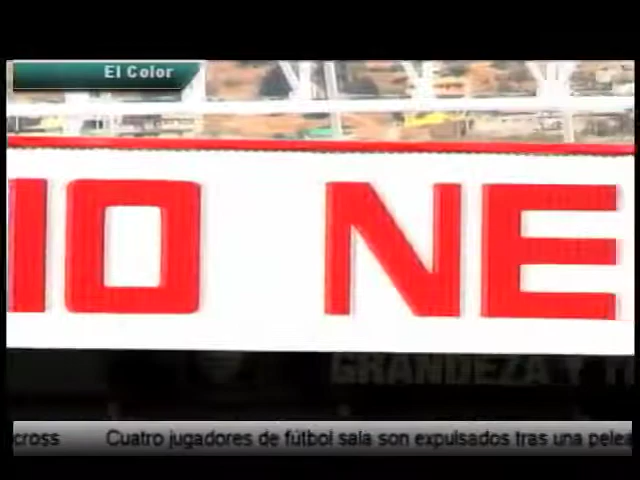 El Color
IO NE
GRANDEZA Y T
cross Cuatro jugadores de fútbol sala son expulsados tras una pelea